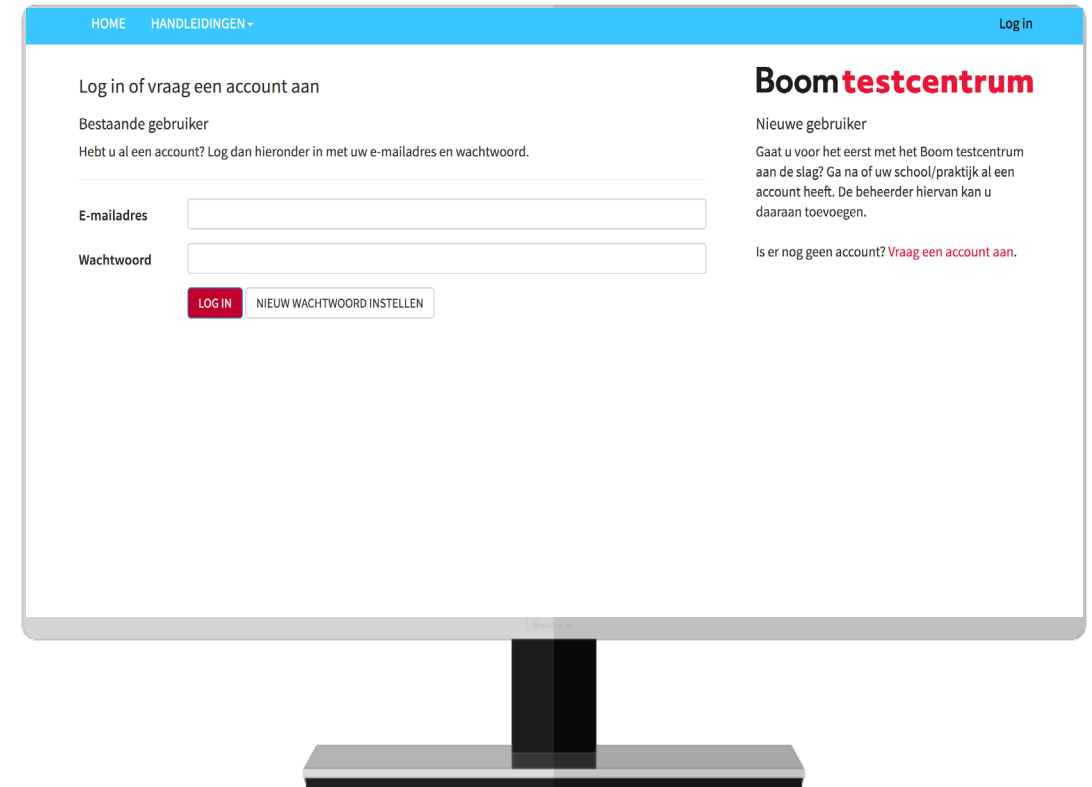 HOME HANDLEIDINGEN Log in
Log in of vraag een account aan
Bestaande gebruiker
Hebt u al een account? Log dan hieronder in met uw e-mailadres en wachtwoord.
E-mailadres
Wachtwoord
LOG IN NIEUW WACHTWOORD INSTELLEN
Boom testcentrum
Nieuwe gebruiker
Gaat u voor het eerst met het Boom testcentrum
aan de slag? Ga na of uw school/praktijk al een
account heeft. De beheerder hiervan kan u
daaraan toevoegen.
Is er nog geen account? Vraag een account aan.